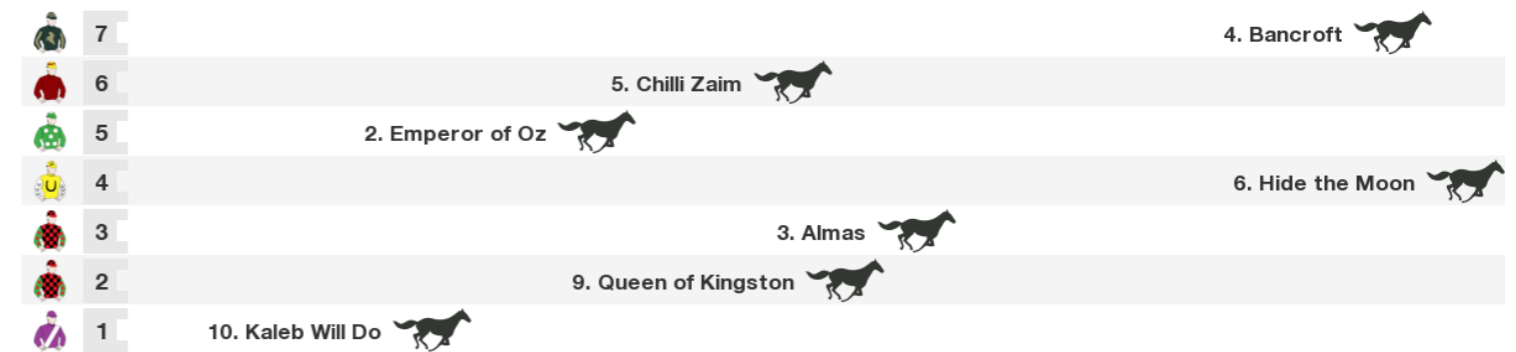 7 4. Bancroft
6 5. Chilli Zaim
5 2. Emperor of Oz
U 4 6. Hide the Moon
3 3. Almas
2 9. Queen of Kingston
1 10. Kaleb Will Do